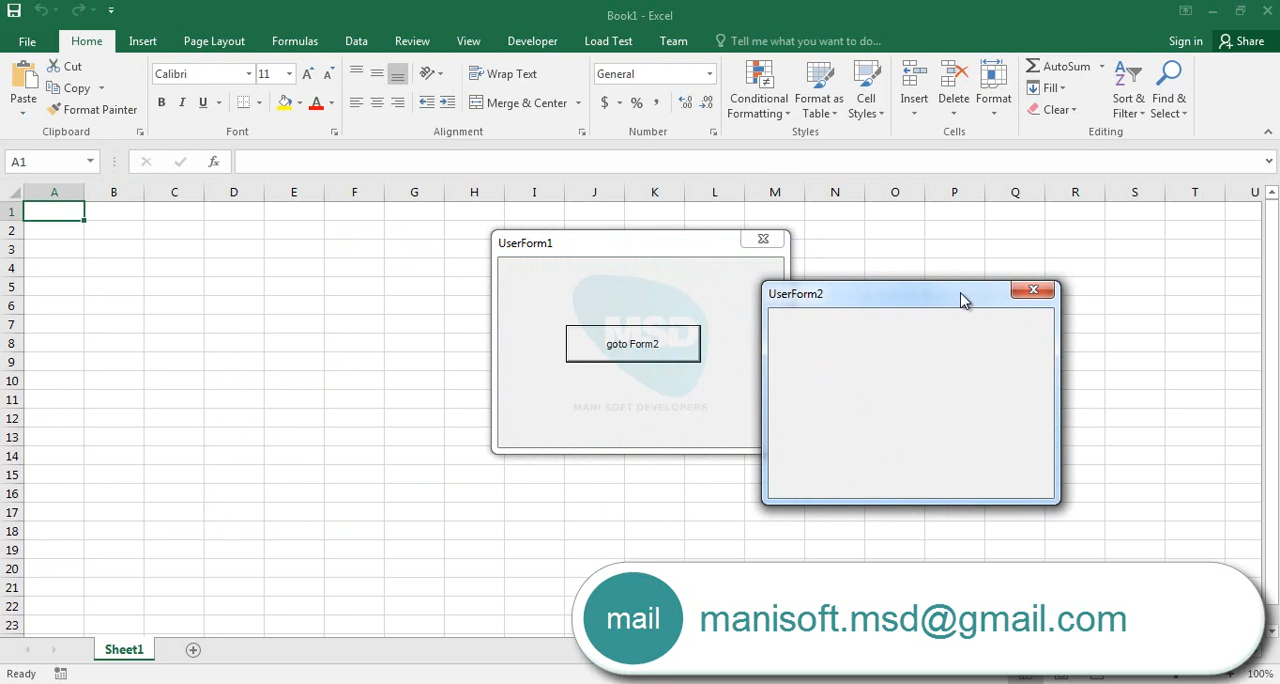 Book1 - Excel
File Home Insert Page Layout Formulas Data Review View Developer Load Test Team Tell me what you want to do... Sign in Share
Paste
Cut
Copy
Format Painter
Clipboard
Calibri 11
B I U
Font
Wrap Text
Merge & Center
Alignment
General
$ % ,
Number
Conditional Formatting
Format as Table
Cell Styles
Styles
Insert Delete Format
Cells
AutoSum
Fill
Clear
Sort & Filter
Find & Select
Editing
A1 fx
A B C D E F G H I J K L M N O P Q R S T U
1
2
3
4
5
6
7
8
9
10
11
12
13
14
15
16
17
18
19
20
21
22
23
UserForm1
MSD
goto Form2
MANI SOFT DEVELOPERS
UserForm2
mail manisoft.msd@gmail.com
Sheet1
Ready 100%